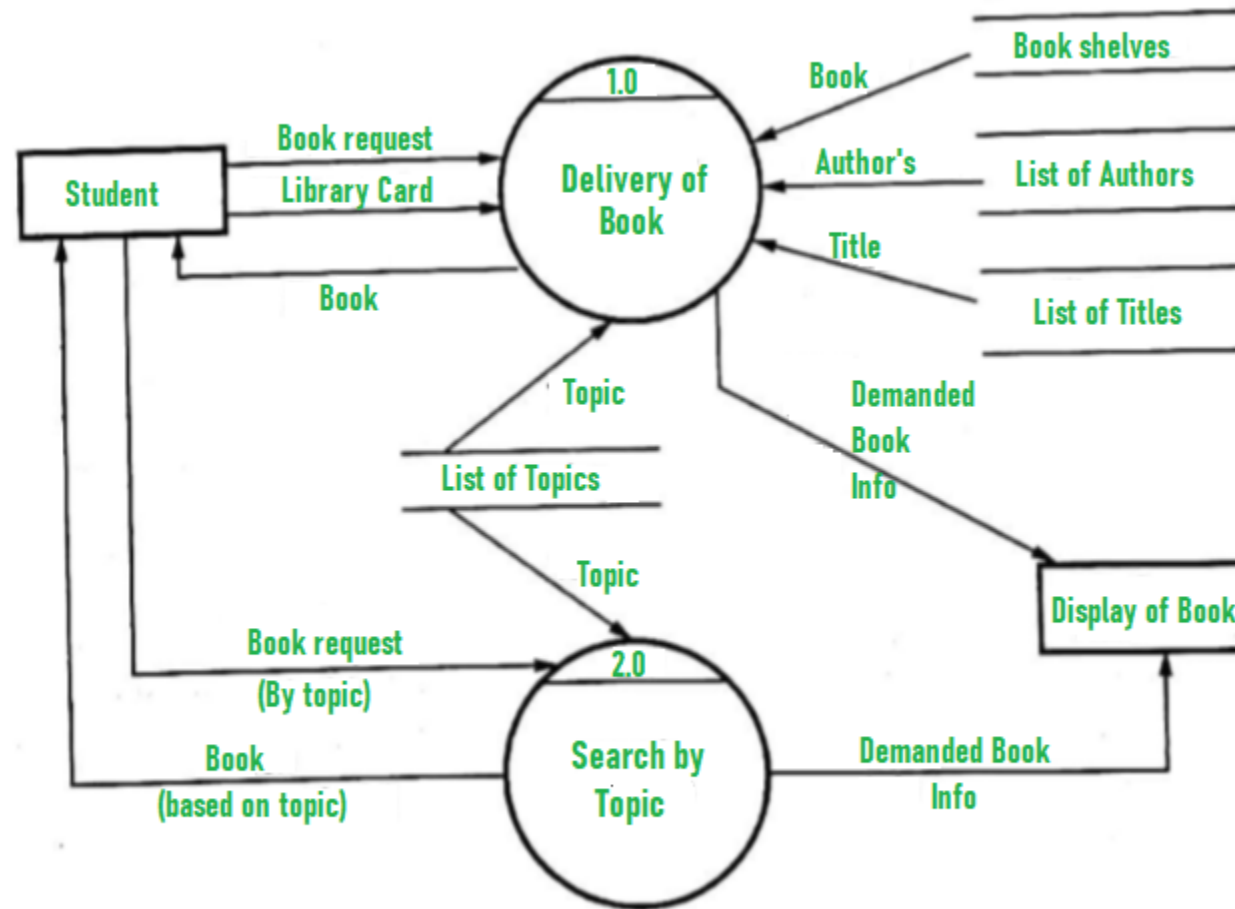 Book shelves
1.0
Book
Book request
Student
Library Card
Delivery of
Book
Author's
List of Authors
Title
Book
List of Titles
Topic
Demanded
Book
Info
List of Topics
Topic
Display of Book
Book request
(By topic)
2.0
Book
(based on topic)
Search by
Topic
Demanded Book
Info